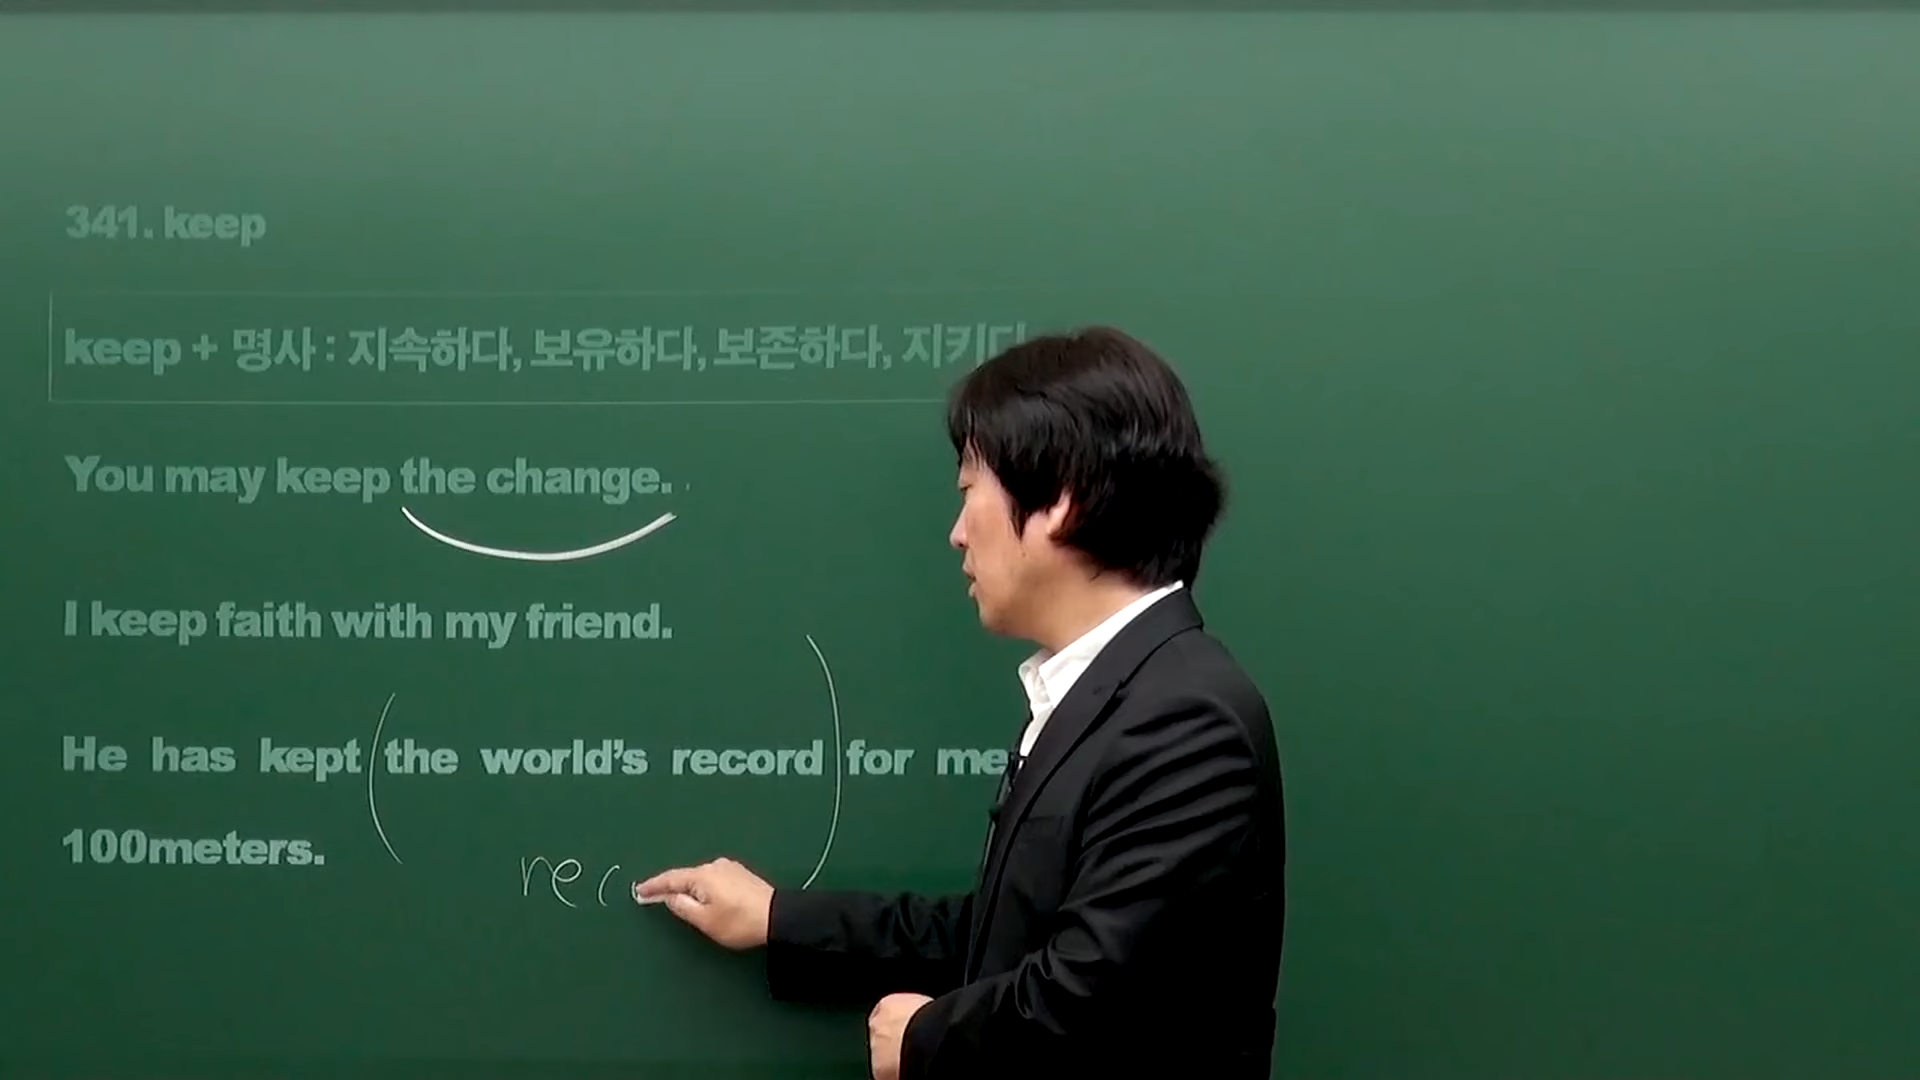 341. keep
keep + 명사 : 지속하다, 보유하다, 보존하다, 지키다
You may keep the change.
I keep faith with my friend.
He has kept the world's record for me
100meters.
rec